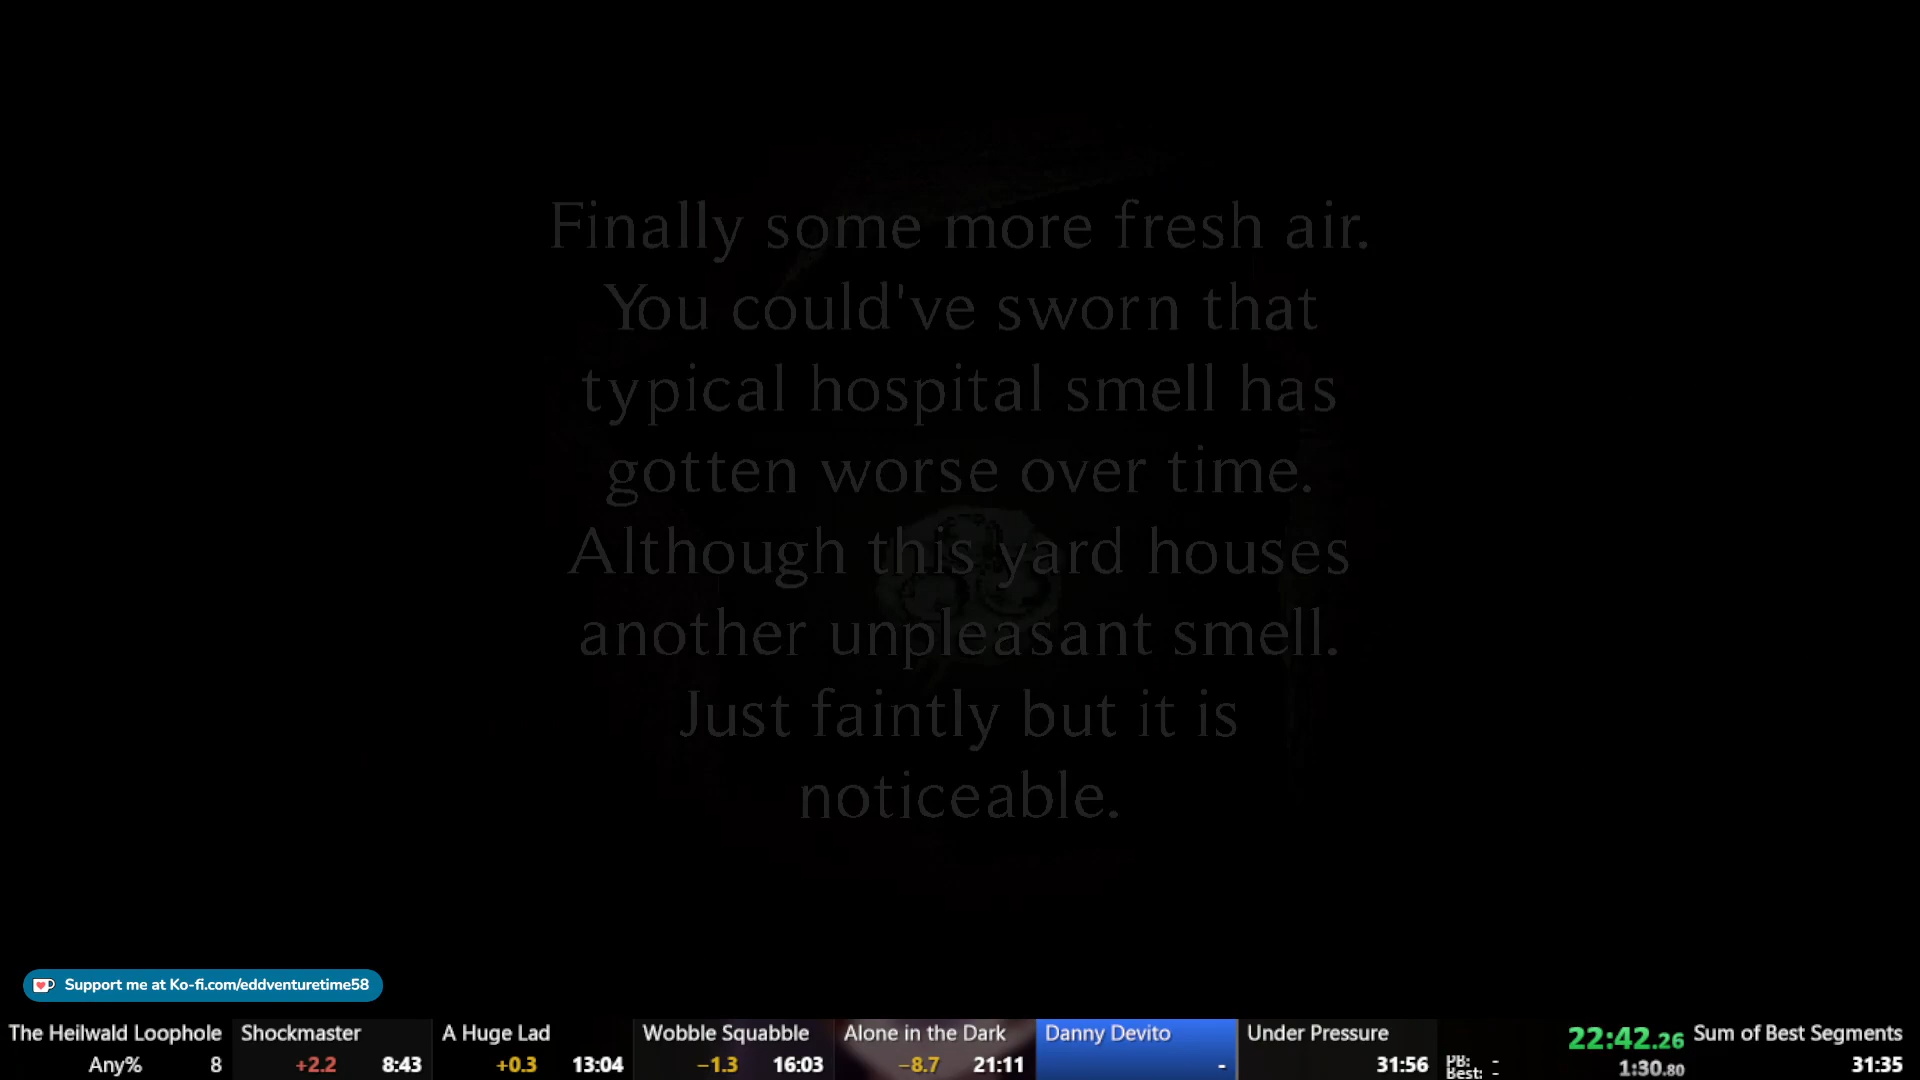 Finally some more fresh air.
You could've sworn that
typical hospital smell has
gotten worse over time.
Although this yard houses
another unpleasant smell.
Just faintly but it is
noticeable.
Support me at Ko-fi.com/eddventuretime58
The Heilwald Loophole
Any% 8
Shockmaster
+2.2 8:43
A Huge Lad
+0.3 13:04
Wobble Squabble
−1.3 16:03
Alone in the Dark
−8.7 21:11
Danny Devito
-
Under Pressure
31:56
PB: -
Best: -
22:42.26
1:30.80
Sum of Best Segments
31:35